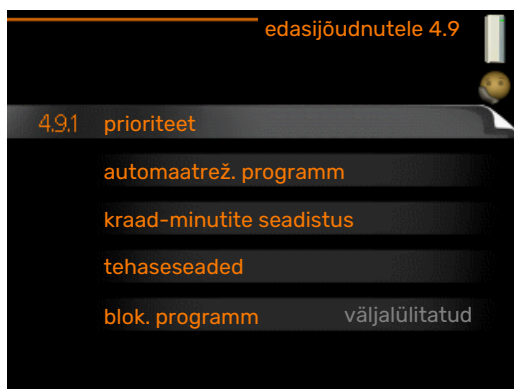 edasijõudnutele 4.9
4.9.1 prioriteet
automaatrež. programm
kraad-minutite seadistus
tehaseseaded
blok. programm väljalülitatud